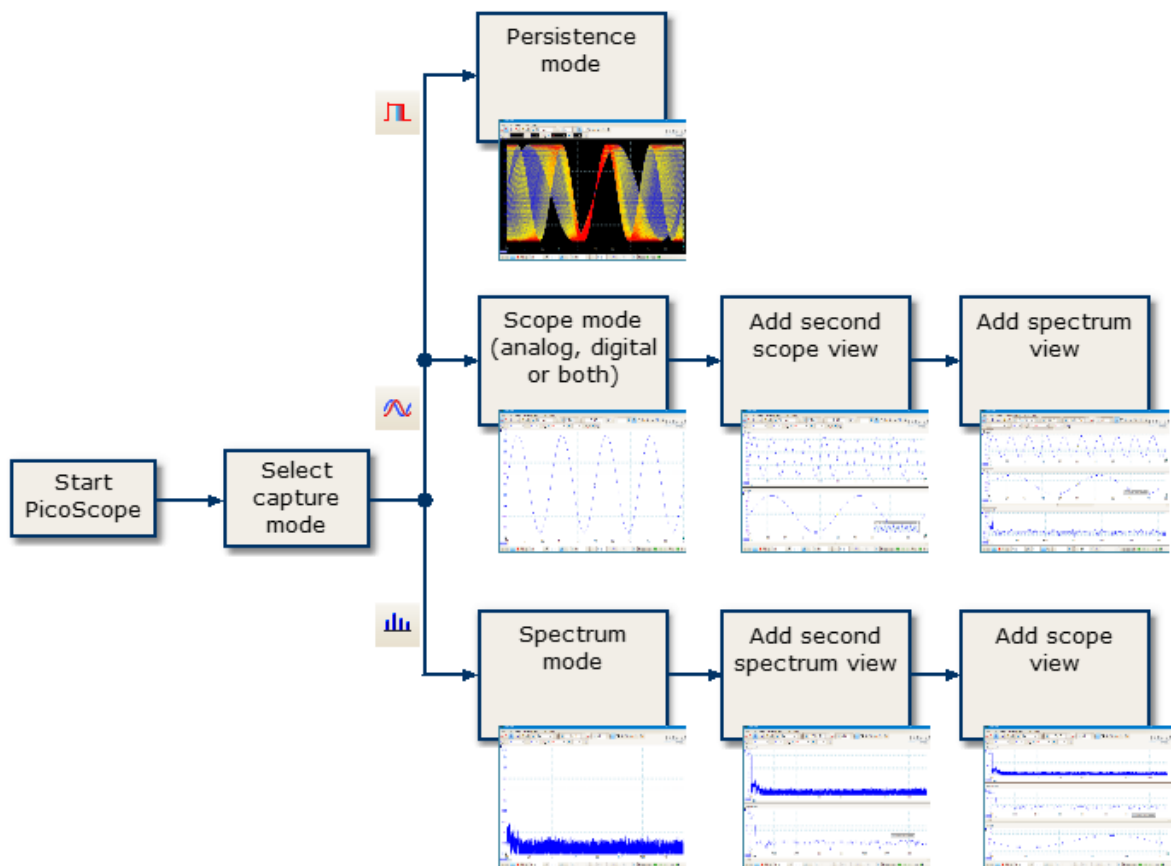 Persistence
mode
Scope mode
(analog, digital
or both)
Add second
scope view
Add spectrum
view
Start
PicoScope
Select
capture
mode
Spectrum
mode
Add second
spectrum view
Add scope
view